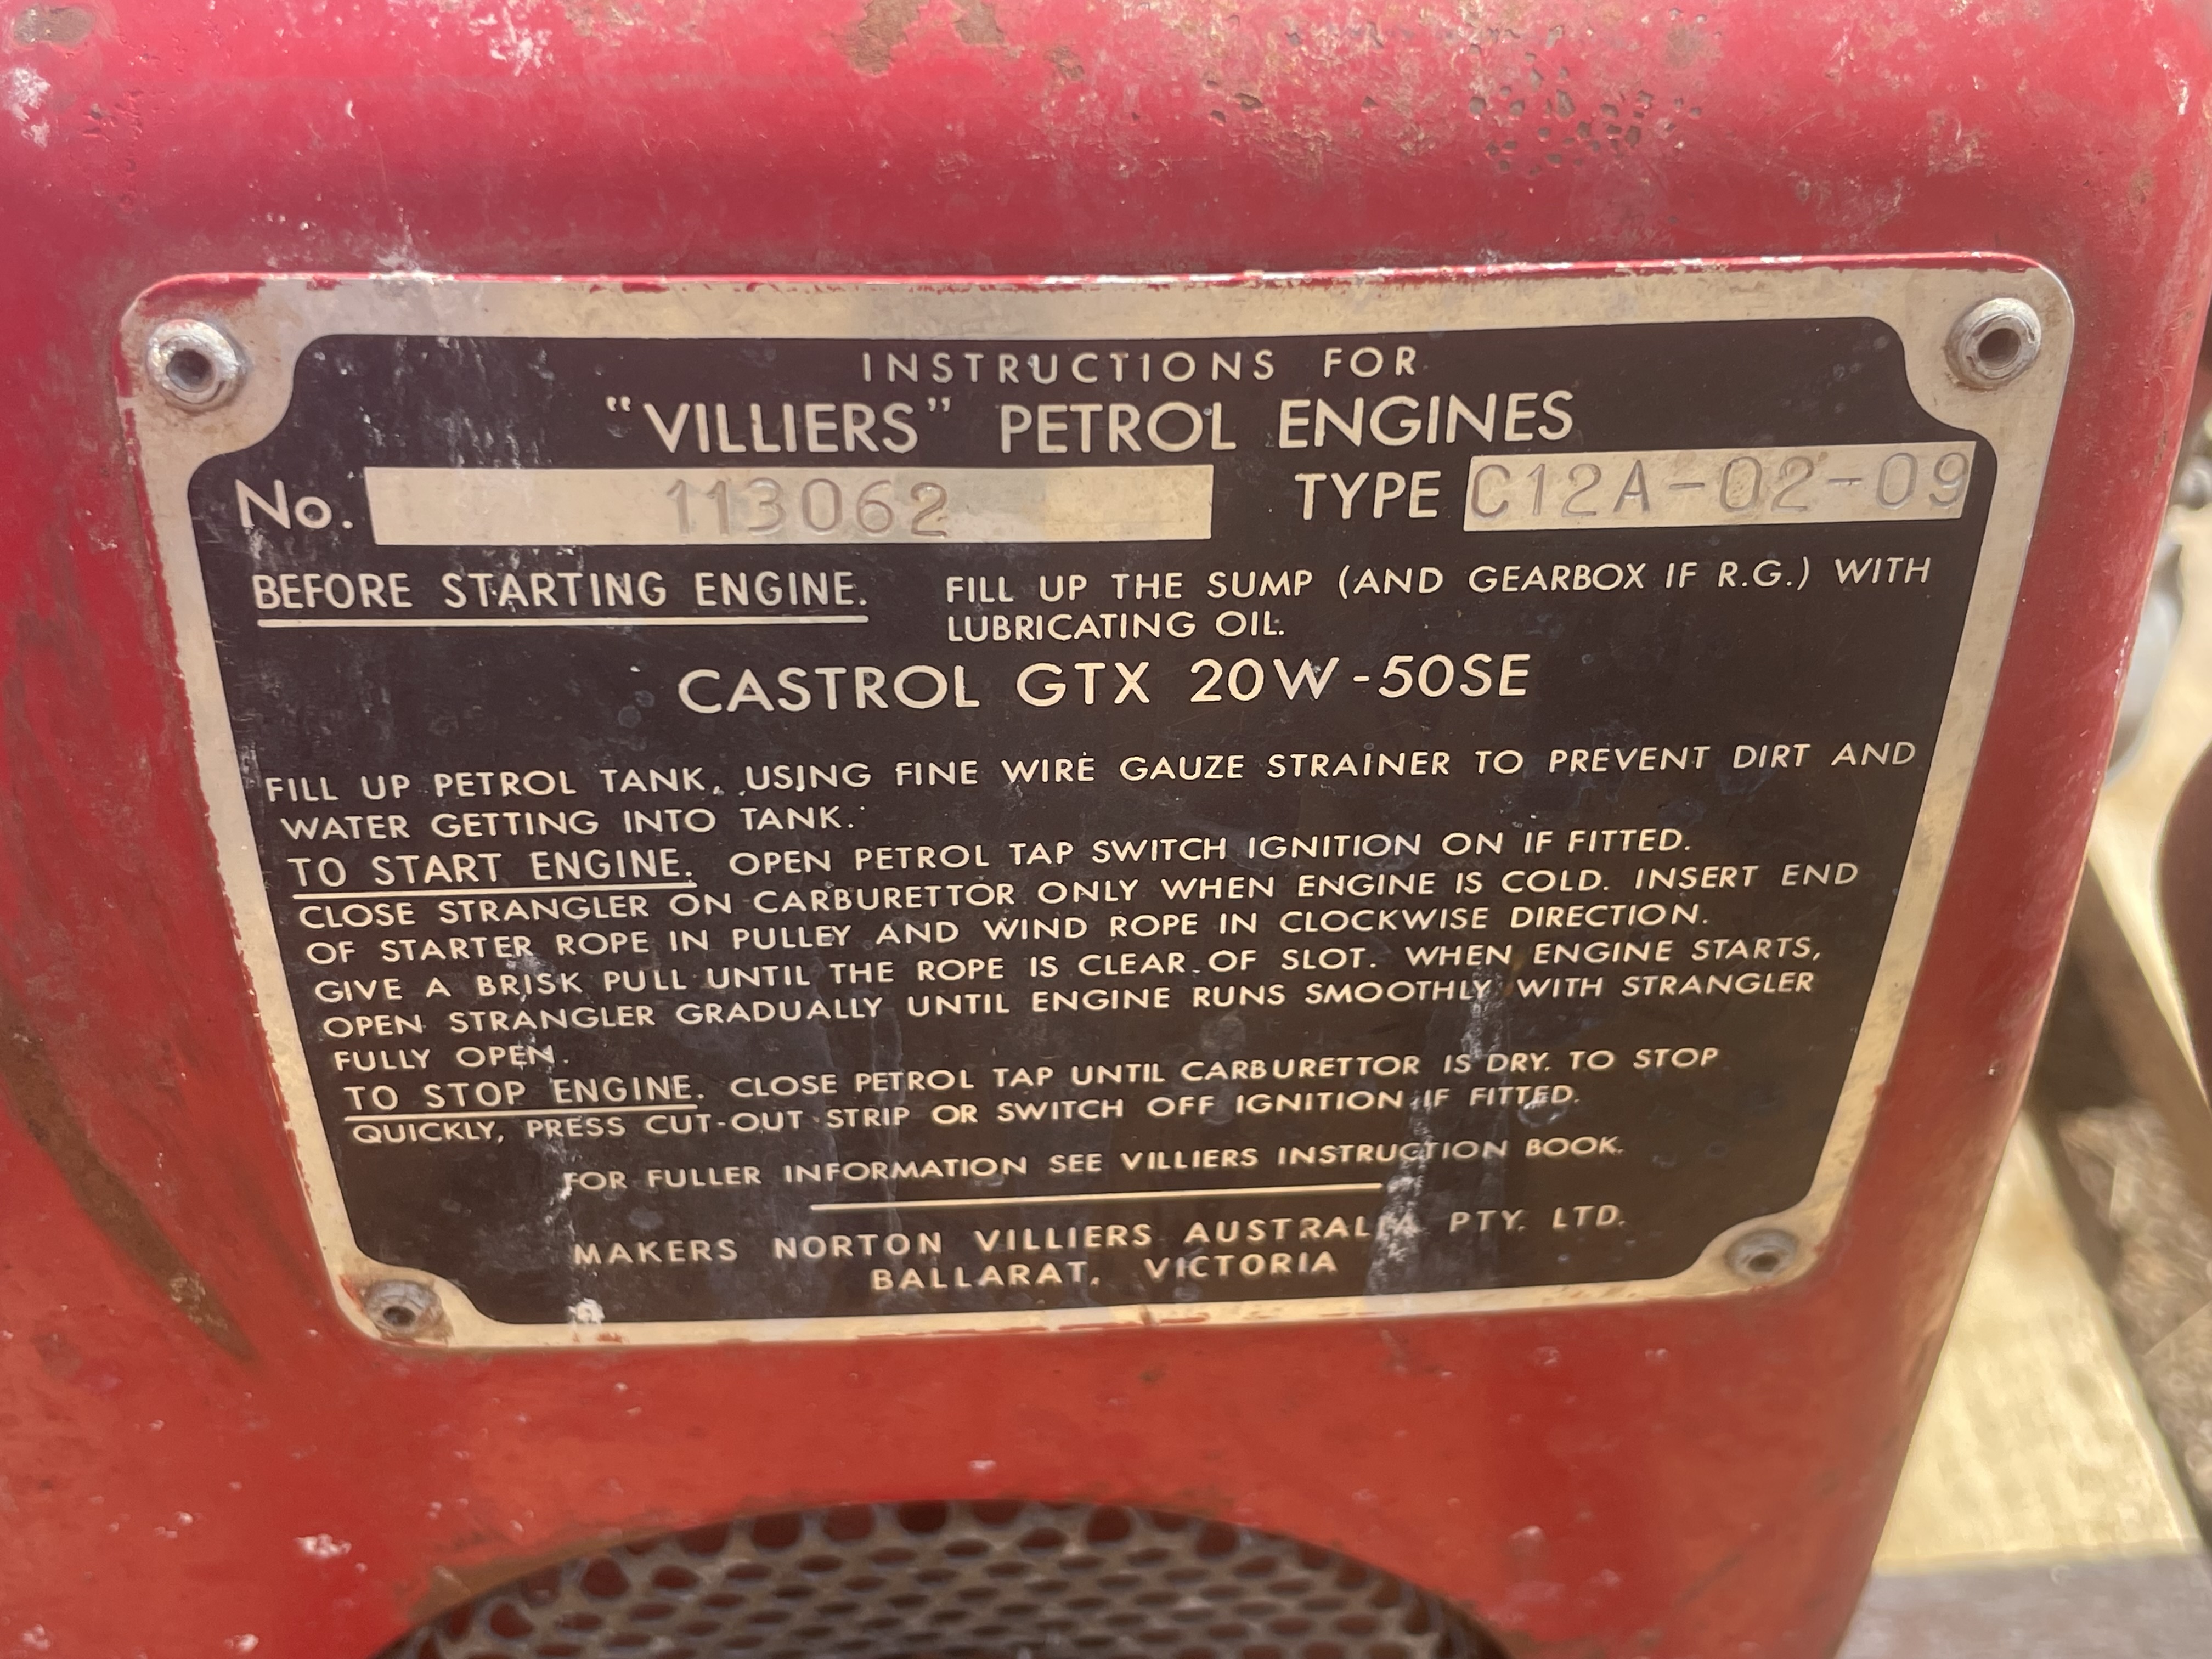 INSTRUCTIONS FOR
"VILLIERS" PETROL ENGINES
No. 113062 TYPE C12A-02-09
BEFORE STARTING ENGINE. FILL UP THE SUMP (AND GEARBOX IF R.G.) WITH
LUBRICATING OIL.
CASTROL GTX 20W-50SE
FILL UP PETROL TANK, USING FINE WIRE GAUZE STRAINER TO PREVENT DIRT AND
WATER GETTING INTO TANK.
TO START ENGINE. OPEN PETROL TAP SWITCH IGNITION ON IF FITTED.
CLOSE STRANGLER ON CARBURETTOR ONLY WHEN ENGINE IS COLD. INSERT END
OF STARTER ROPE IN PULLEY AND WIND ROPE IN CLOCKWISE DIRECTION.
GIVE A BRISK PULL UNTIL THE ROPE IS CLEAR OF SLOT. WHEN ENGINE STARTS,
OPEN STRANGLER GRADUALLY UNTIL ENGINE RUNS SMOOTHLY WITH STRANGLER
FULLY OPEN.
TO STOP ENGINE. CLOSE PETROL TAP UNTIL CARBURETTOR IS DRY. TO STOP
QUICKLY, PRESS CUT-OUT STRIP OR SWITCH OFF IGNITION IF FITTED.
FOR FULLER INFORMATION SEE VILLIERS INSTRUCTION BOOK.
MAKERS NORTON VILLIERS AUSTRALIA PTY. LTD.
BALLARAT, VICTORIA